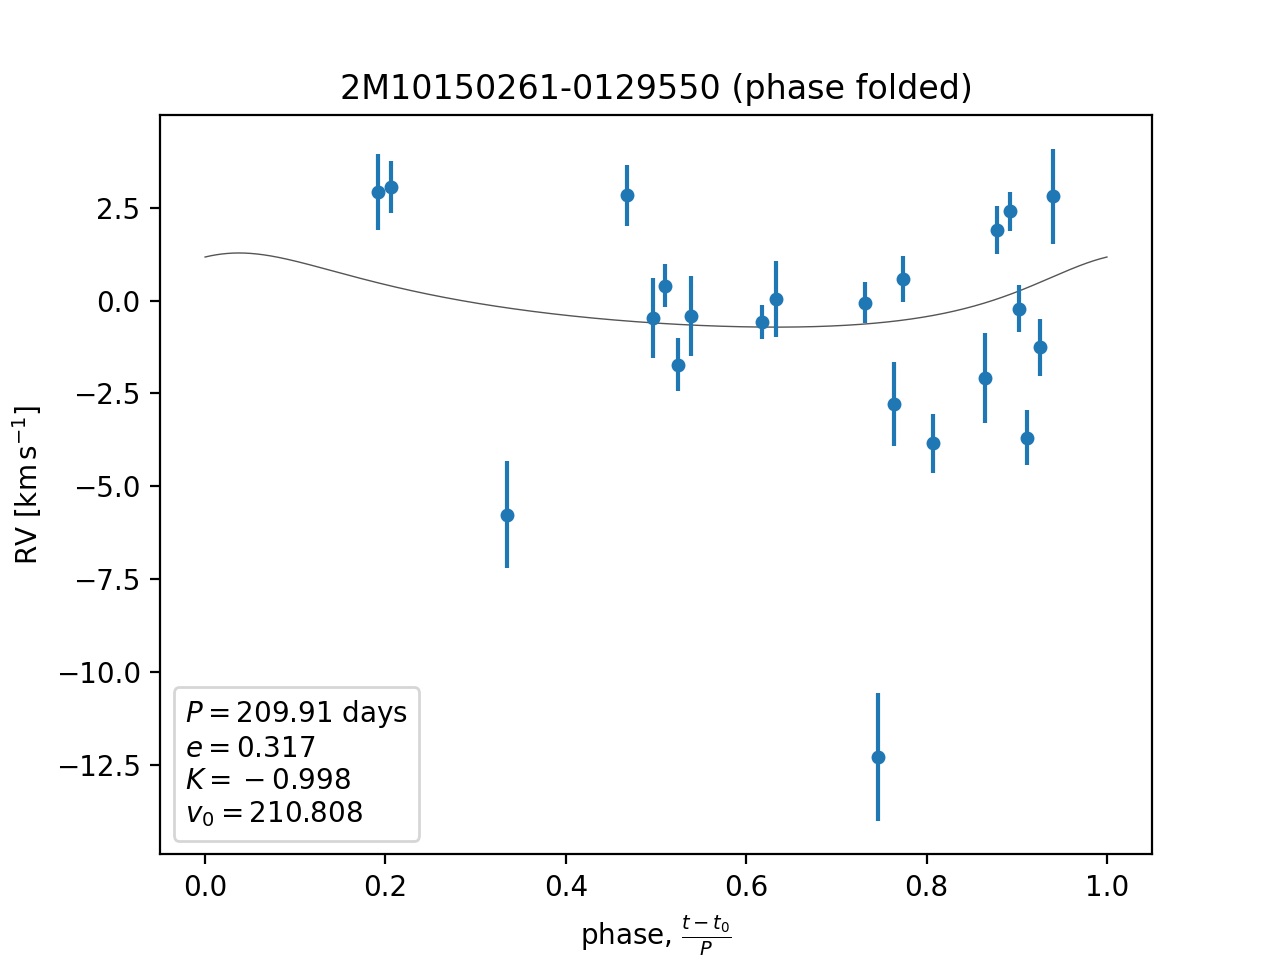 2M10150261-0129550 (phase folded)
RV [km s⁻¹]
2.5
0.0
−2.5
−5.0
−7.5
−10.0
−12.5
P = 209.91 days
e = 0.317
K = −0.998
v₀ = 210.808
0.0 0.2 0.4 0.6 0.8 1.0
phase, (t − t₀)/P